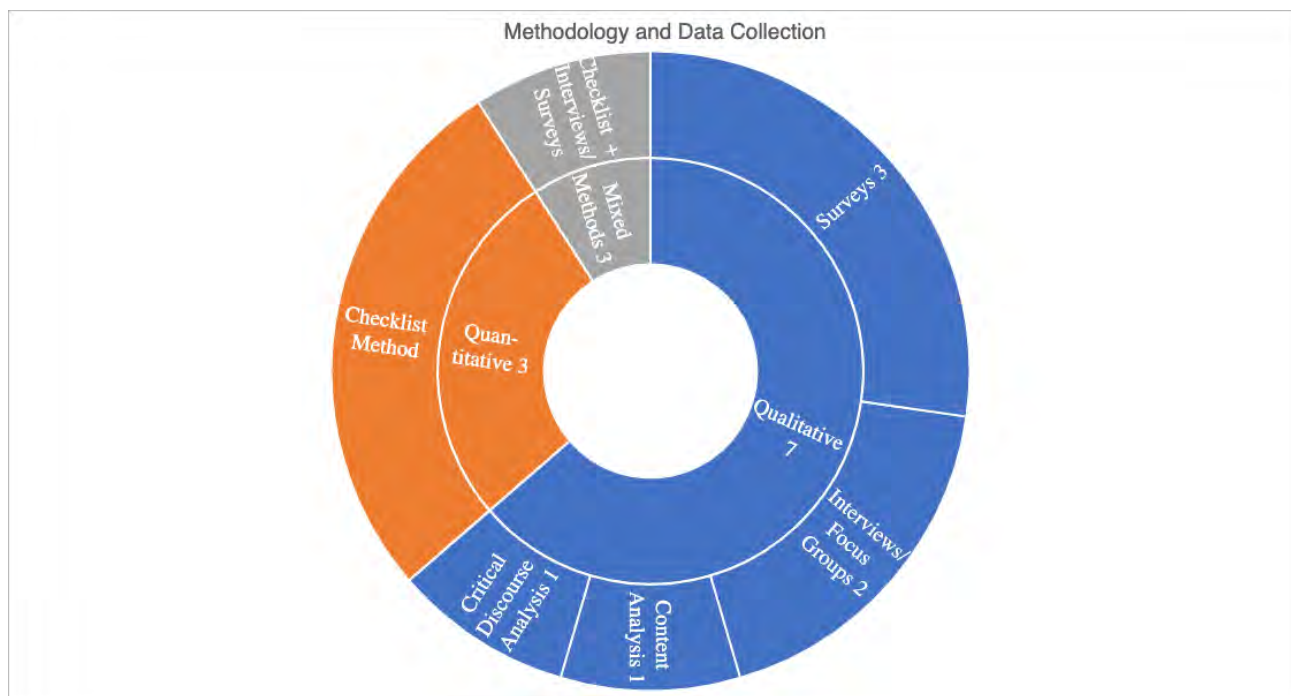 Methodology and Data Collection
Checklist +
Interviews/
Surveys
Mixed
Methods 3
Surveys 3
Checklist
Method
Quan-
titative 3
Qualitative
7
Interviews/
Focus
Groups 2
Critical
Discourse
Analysis 1
Content
Analysis 1